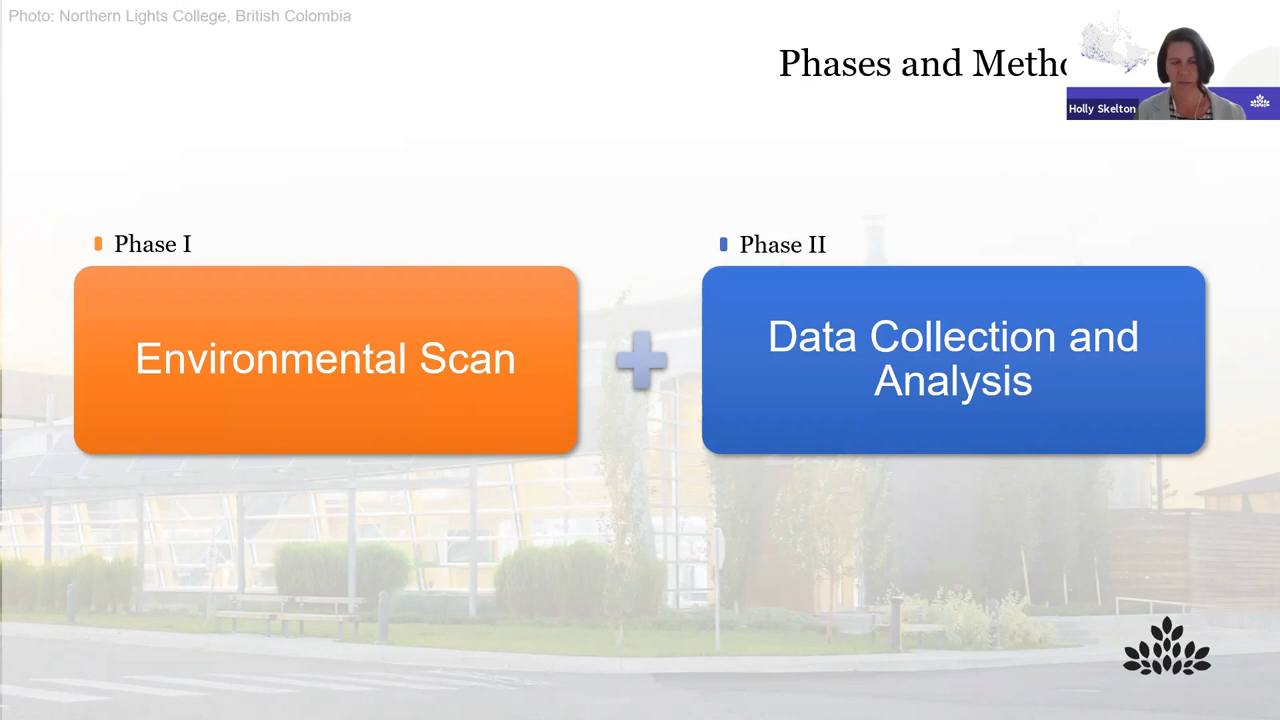 Photo: Northern Lights College, British Colombia
Phases and Metho
Holly Skelton
Phase I
Environmental Scan
Phase II
Data Collection and
Analysis